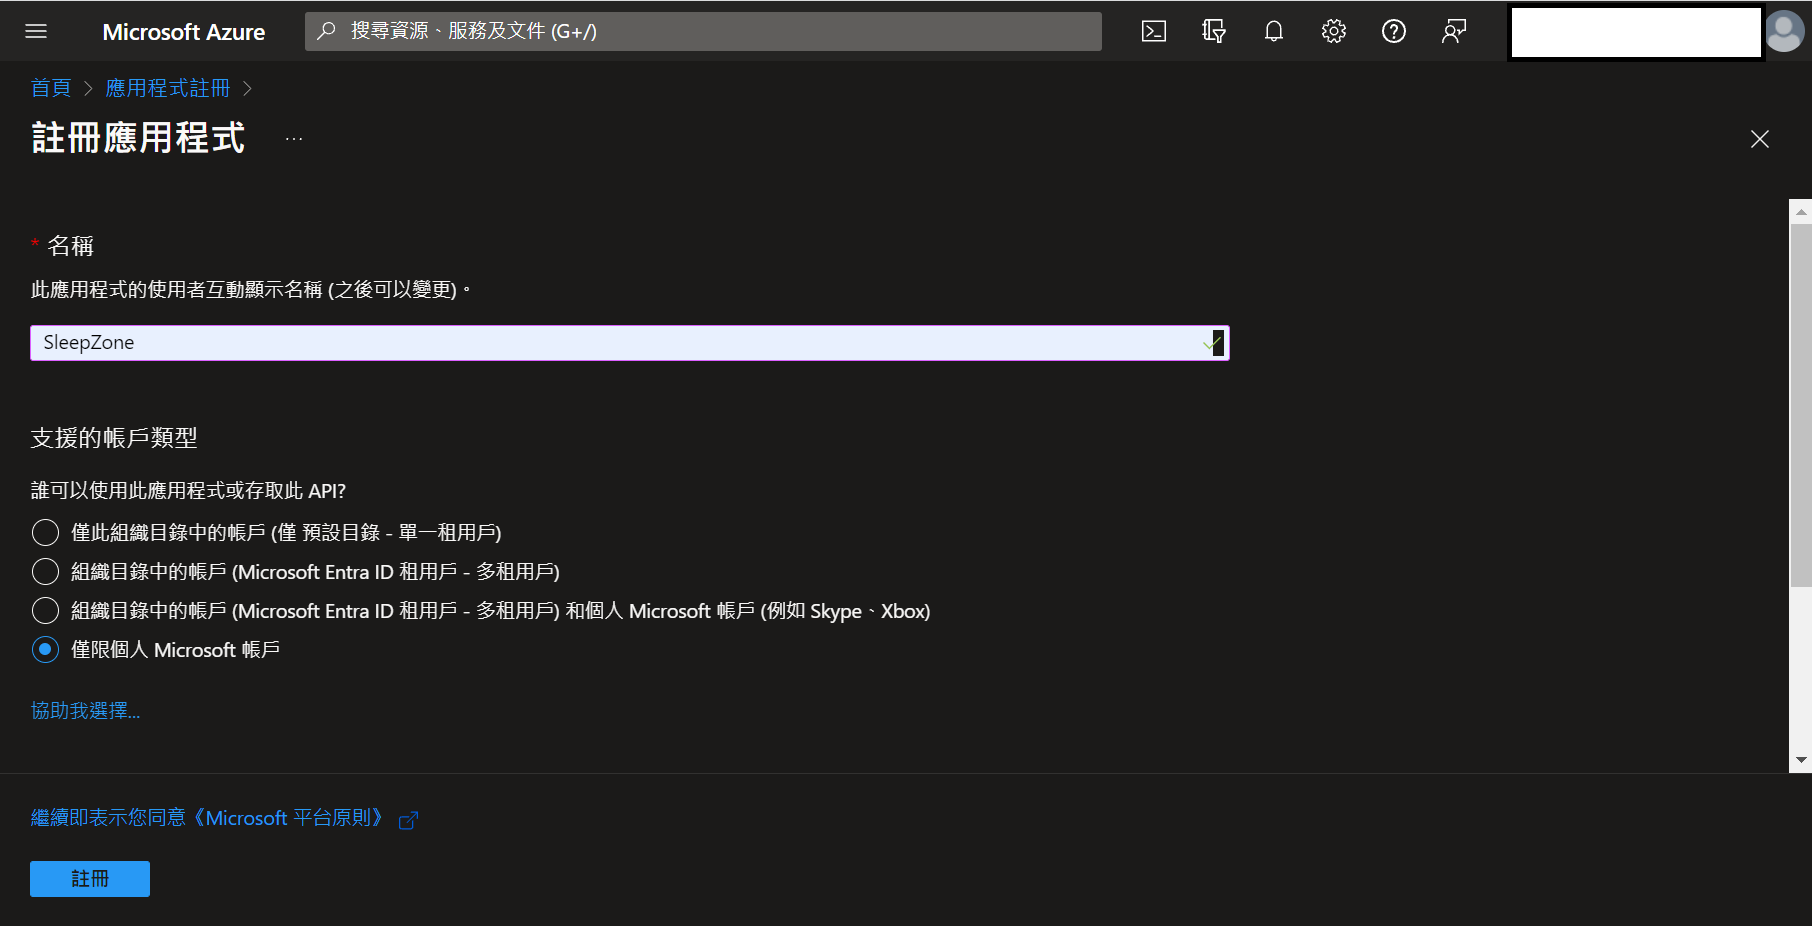 Microsoft Azure
搜尋資源、服務及文件 (G+/)
首頁 > 應用程式註冊 >
註冊應用程式 ...
* 名稱
此應用程式的使用者互動顯示名稱 (之後可以變更)。
SleepZone
支援的帳戶類型
誰可以使用此應用程式或存取此 API?
僅此組織目錄中的帳戶 (僅 預設目錄 - 單一租用戶)
組織目錄中的帳戶 (Microsoft Entra ID 租用戶 - 多租用戶)
組織目錄中的帳戶 (Microsoft Entra ID 租用戶 - 多租用戶) 和個人 Microsoft 帳戶 (例如 Skype、Xbox)
僅限個人 Microsoft 帳戶
協助我選擇...
繼續即表示您同意《Microsoft 平台原則》
註冊